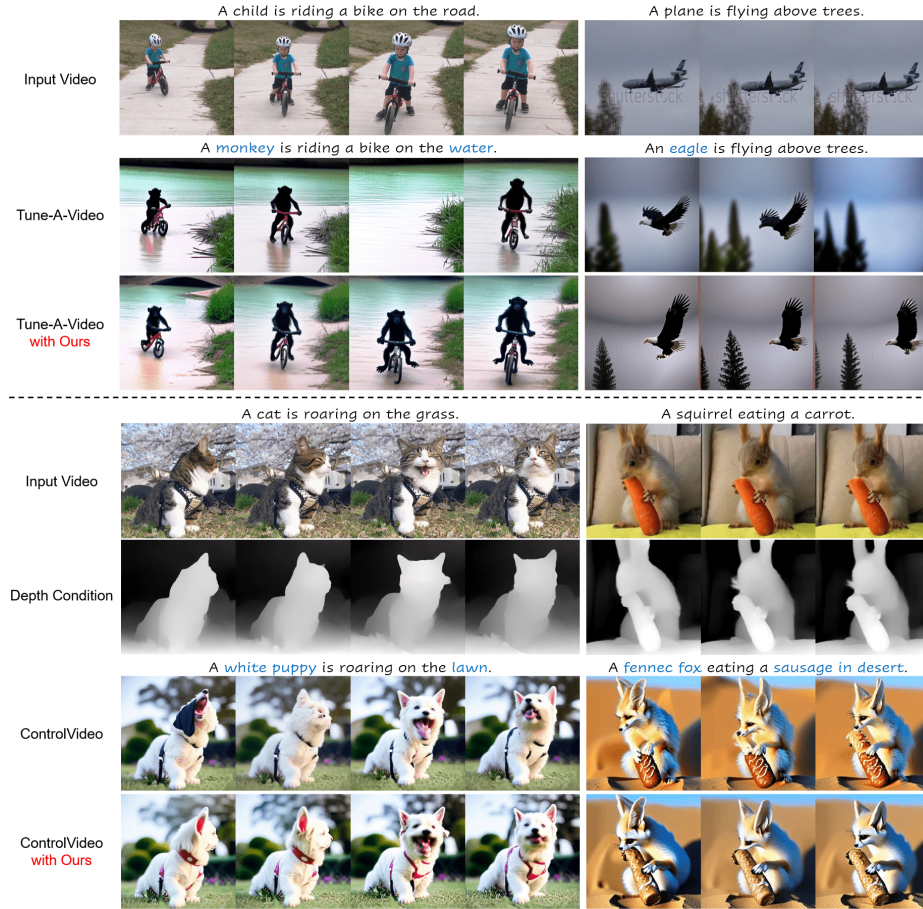 A child is riding a bike on the road.
A plane is flying above trees.
Input Video
shutterstock
shutterstock
shutterstock
A monkey is riding a bike on the water.
An eagle is flying above trees.
Tune-A-Video
Tune-A-Video
with Ours
A cat is roaring on the grass.
A squirrel eating a carrot.
Input Video
Depth Condition
A white puppy is roaring on the lawn.
A fennec fox eating a sausage in desert.
ControlVideo
ControlVideo
with Ours